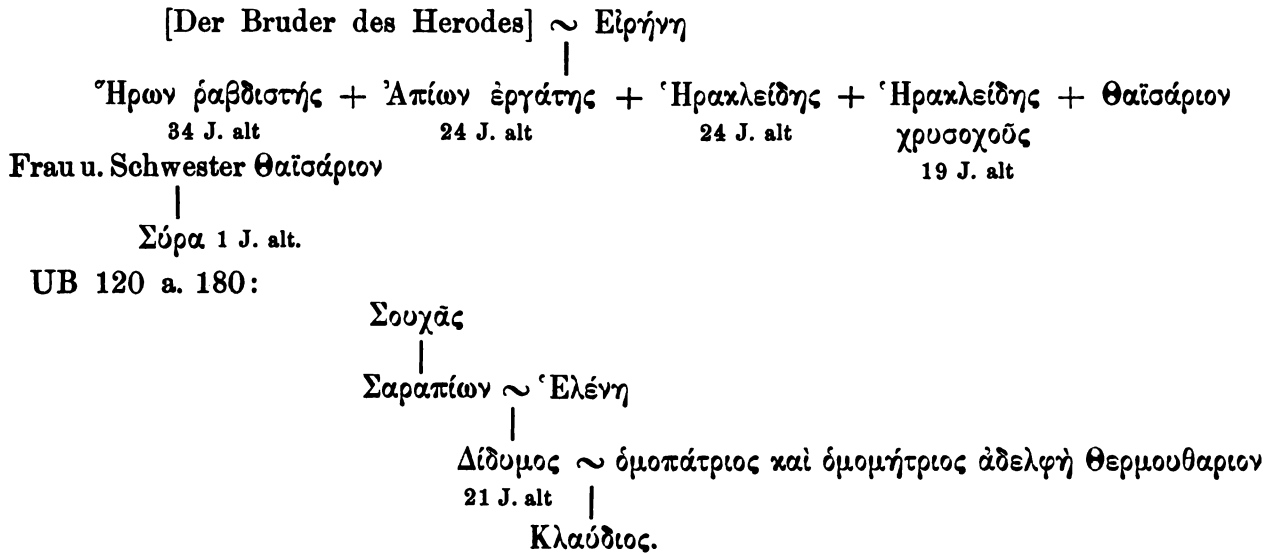 [Der Bruder des Herodes] ~ Εἰρήνη
Ἥρων ῥαβδιστής + Ἀπίων ἐργάτης + Ἡρακλείδης + Ἡρακλείδης + Θαϊσάριον
34 J. alt 24 J. alt 24 J. alt χρυσοχοῦς
Frau u. Schwester Θαϊσάριον 19 J. alt
Σύρα 1 J. alt.
UB 120 a. 180:
Σουχᾶς
Σαραπίων ~ Ἑλένη
Δίδυμος ~ ὁμοπάτριος καὶ ὁμομήτριος ἀδελφὴ Θερμουθαριον
21 J. alt
Κλαύδιος.